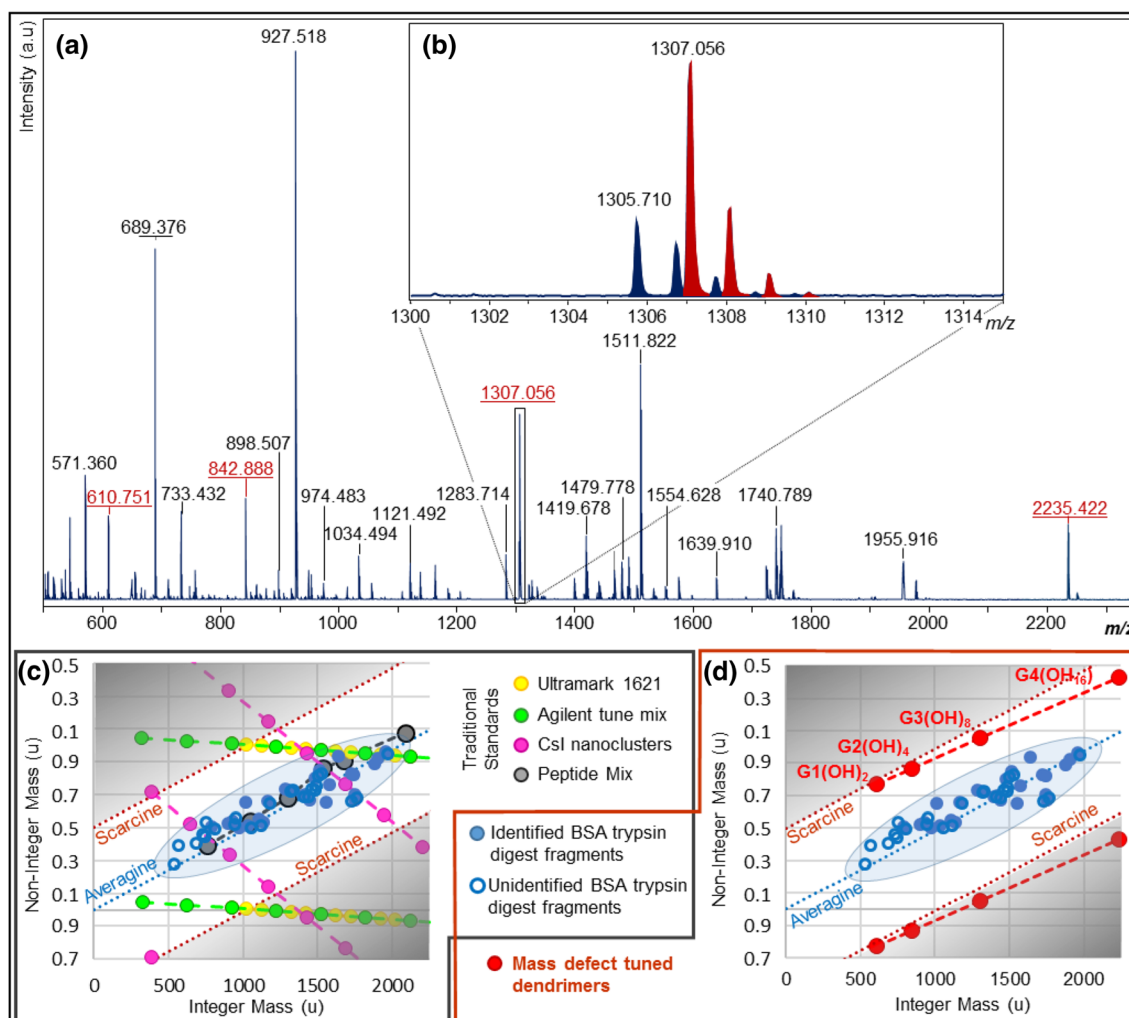 (a)
Intensity (a.u)
927.518
689.376
571.360
610.751
733.432
842.888
898.507
974.483
1034.494
1121.492
1283.714
1307.056
1419.678
1479.778
1511.822
1554.628
1639.910
1740.789
1955.916
2235.422
600 800 1000 1200 1400 1600 1800 2000 2200 m/z
(b)
1307.056
1305.710
1300 1302 1304 1306 1308 1310 1312 1314
m/z
(c)
Non-Integer Mass (u)
0.5
0.3
0.1
0.9
0.7
0.5
0.3
0.1
0.9
0.7
Scarcine
Averagine
Scarcine
0 500 1000 1500 2000
Integer Mass (u)
Traditional
Standards
Ultramark 1621
Agilent tune mix
CsI nanoclusters
Peptide Mix
Identified BSA trypsin
digest fragments
Unidentified BSA trypsin
digest fragments
Mass defect tuned
dendrimers
(d)
Non-Integer Mass (u)
0.5
0.3
0.1
0.9
0.7
0.5
0.3
0.1
0.9
0.7
G4(OH16)
G3(OH)8
G2(OH)4
G1(OH)2
Scarcine
Averagine
Scarcine
0 500 1000 1500 2000
Integer Mass (u)